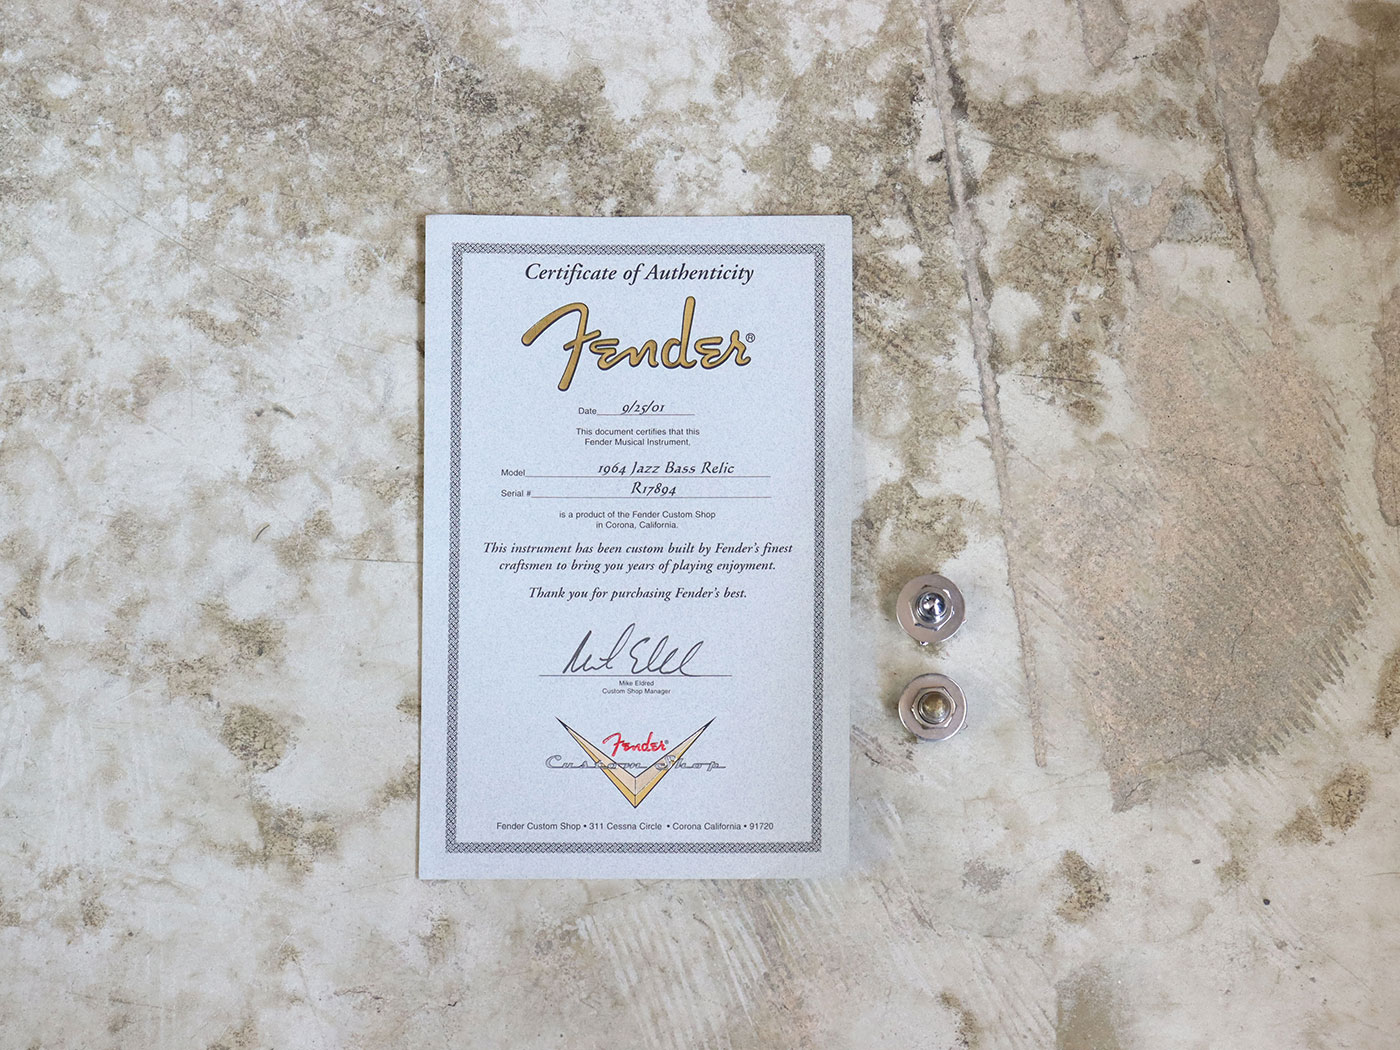 Certificate of Authenticity
Fender®
Date 9/25/01
This document certifies that this
Fender Musical Instrument.
Model 1964 Jazz Bass Relic
Serial # R17894
is a product of the Fender Custom Shop
in Corona, California.
This instrument has been custom built by Fender's finest
craftsmen to bring you years of playing enjoyment.
Thank you for purchasing Fender's best.
Mike Eldred
Mike Eldred
Custom Shop Manager
Fender®
Custom Shop
Fender Custom Shop • 311 Cessna Circle • Corona California • 91720